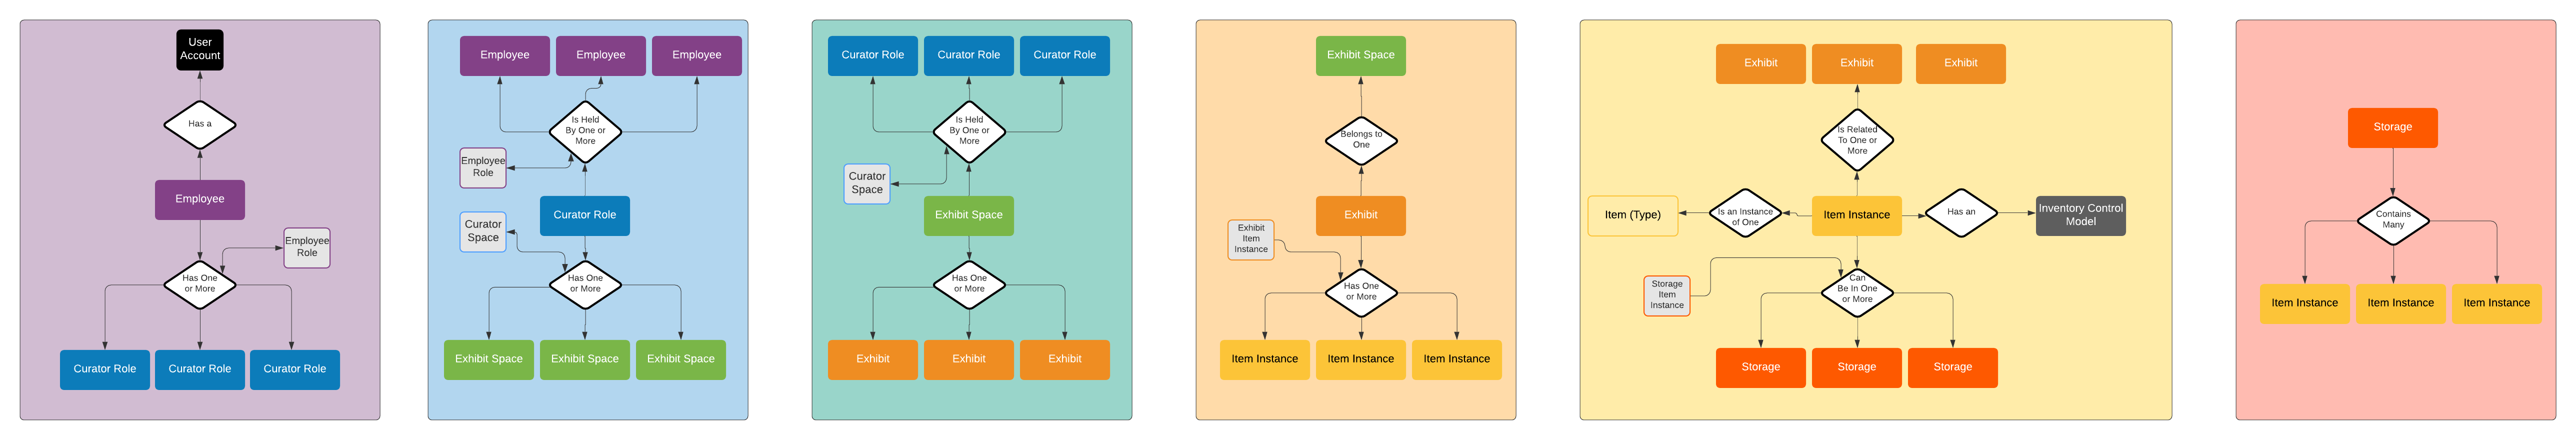 User
Account
Has a
Employee
Employee
Role
Has One
or More
Curator Role
Curator Role
Curator Role
Employee
Employee
Employee
Is Held
By One or
More
Employee
Role
Curator Role
Curator
Space
Has One
or More
Exhibit Space
Exhibit Space
Exhibit Space
Curator Role
Curator Role
Curator Role
Is Held
By One or
More
Curator
Space
Exhibit Space
Has One
or More
Exhibit
Exhibit
Exhibit
Exhibit Space
Belongs to
One
Exhibit
Exhibit
Item
Instance
Has One
or More
Item Instance
Item Instance
Item Instance
Exhibit
Exhibit
Exhibit
Is Related
To One or
More
Item (Type)
Is an Instance
of One
Item Instance
Has an
Inventory Control
Model
Storage
Item
Instance
Can
Be In One
or More
Storage
Storage
Storage
Storage
Contains
Many
Item Instance
Item Instance
Item Instance